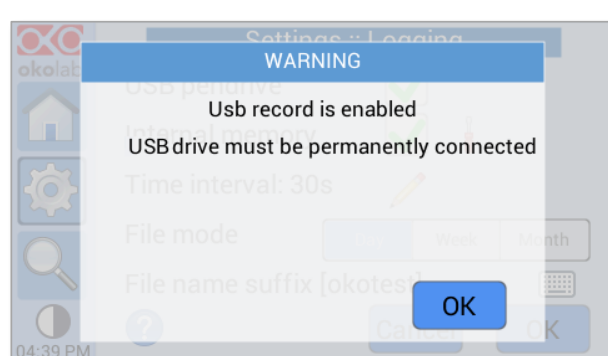 Settings :: Logging
WARNING
okolab
USB pendrive
Usb record is enabled
Internal memory
USB drive must be permanently connected
Time interval: 30s
File mode
Day Week Month
File name suffix [okotest]
OK
Cancel OK
04:39 PM